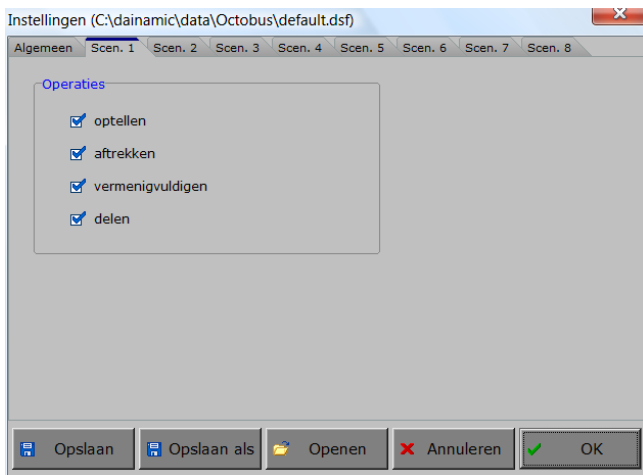 Instellingen (C:\dainamic\data\Octobus\default.dsf)
Algemeen Scen. 1 Scen. 2 Scen. 3 Scen. 4 Scen. 5 Scen. 6 Scen. 7 Scen. 8
Operaties
optellen
aftrekken
vermenigvuldigen
delen
Opslaan Opslaan als Openen Annuleren OK